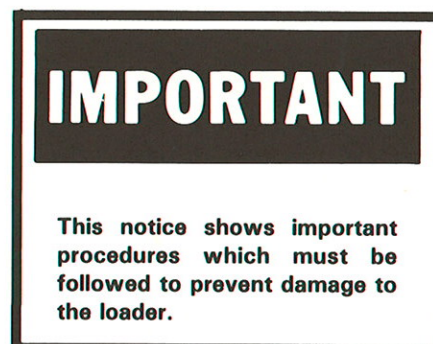 IMPORTANT
This notice shows important
procedures which must be
followed to prevent damage to
the loader.